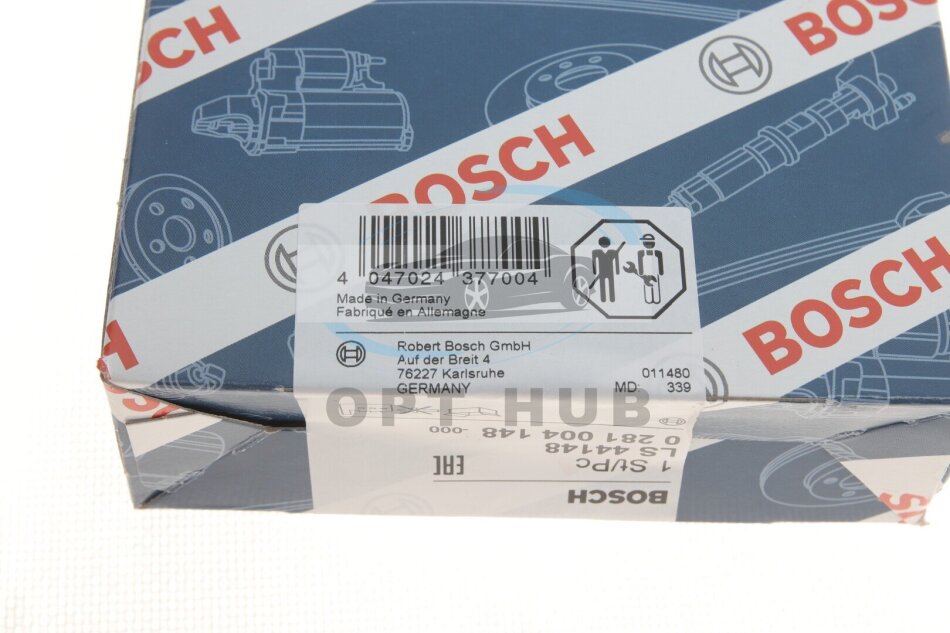 BOSCH
BOSCH
BOSCH
BOSCH
4 047024 377004
Made in Germany
Fabriqué en Allemagne
Robert Bosch GmbH
Auf der Breit 4
76227 Karlsruhe
GERMANY
011480
MD: 339
OPT HUB
BOSCH
1 St/Pc
LS 44148
0 281 004 148 -000
EAC